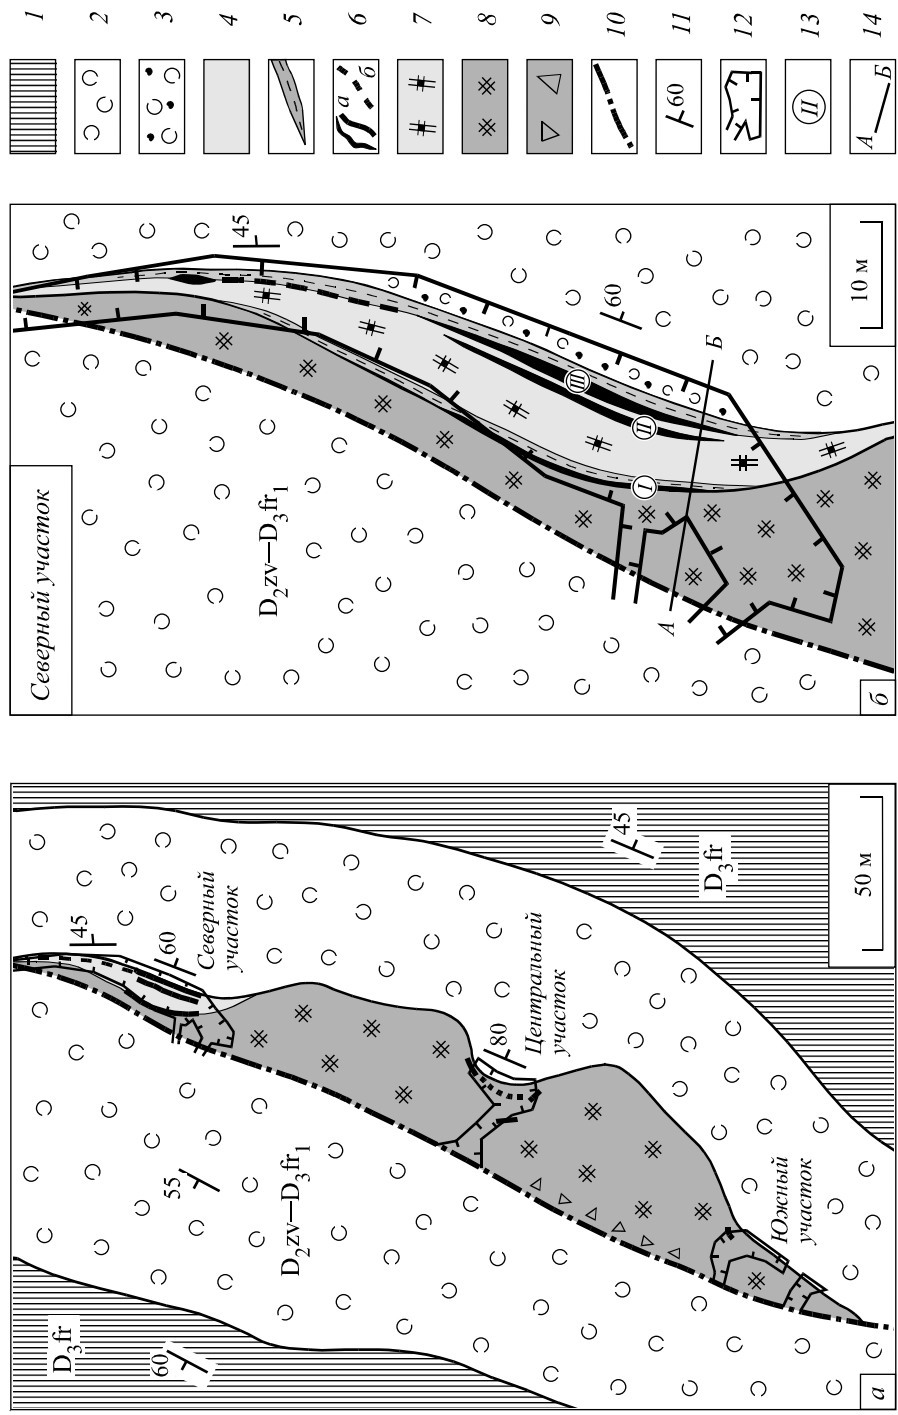 1
2
3
4
5
6
7
8
9
10
11
12
13
14
а
б
60
II
А
Б
Северный участок
D₂zv—D₃fr₁
45
60
I
II
III
А
Б
10 м
б
D₃fr
60
D₂zv—D₃fr₁
55
45
60
Северный
участок
80
Центральный
участок
Южный
участок
45
D₃fr
50 м
а